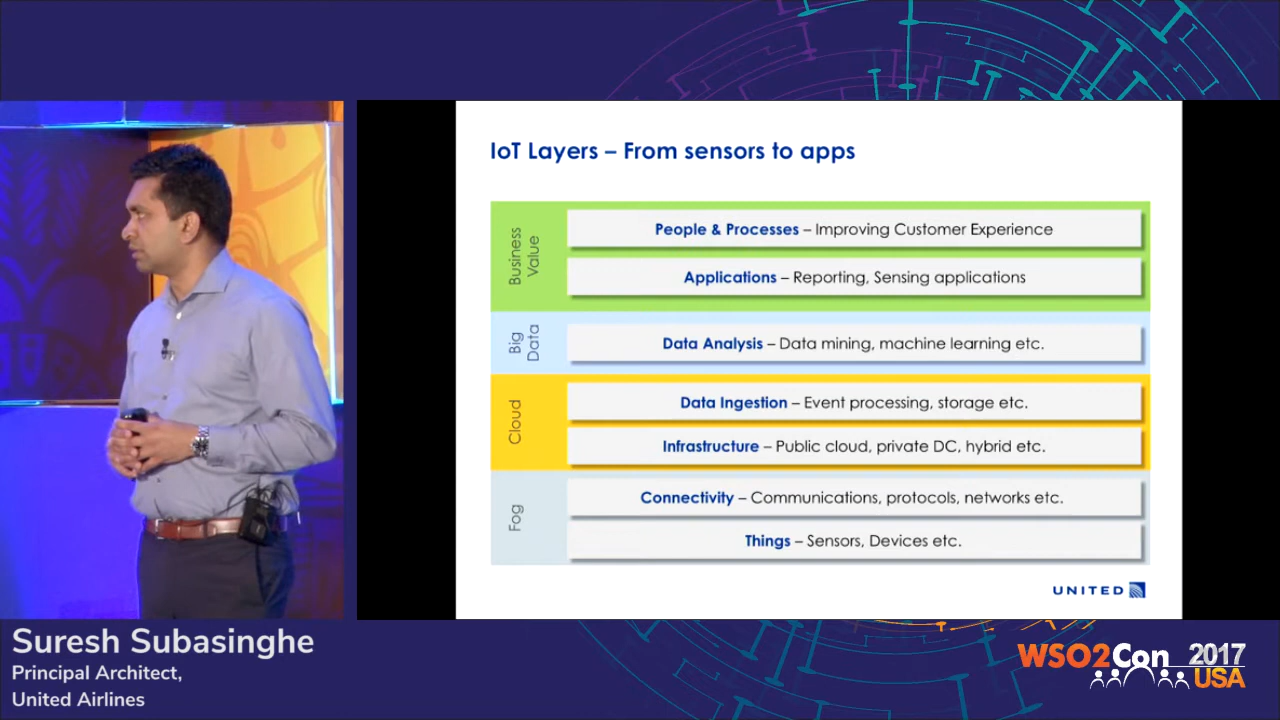 IoT Layers – From sensors to apps
Business
Value
People & Processes – Improving Customer Experience
Applications – Reporting, Sensing applications
Big
Data
Data Analysis – Data mining, machine learning etc.
Cloud
Data Ingestion – Event processing, storage etc.
Infrastructure – Public cloud, private DC, hybrid etc.
Fog
Connectivity – Communications, protocols, networks etc.
Things – Sensors, Devices etc.
UNITED
Suresh Subasinghe
Principal Architect,
United Airlines
WSO2Con 2017
USA